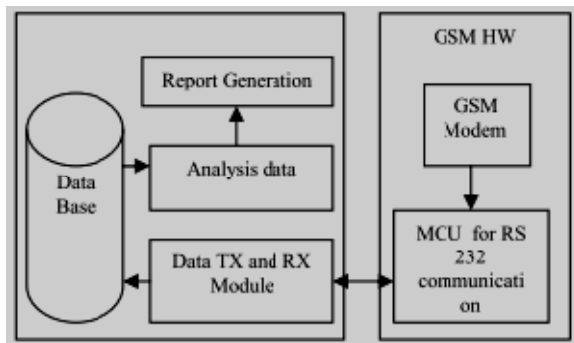 GSM HW
Report Generation
GSM
Modem
Analysis data
Data
Base
Data TX and RX
Module
MCU for RS
232
communicati
on